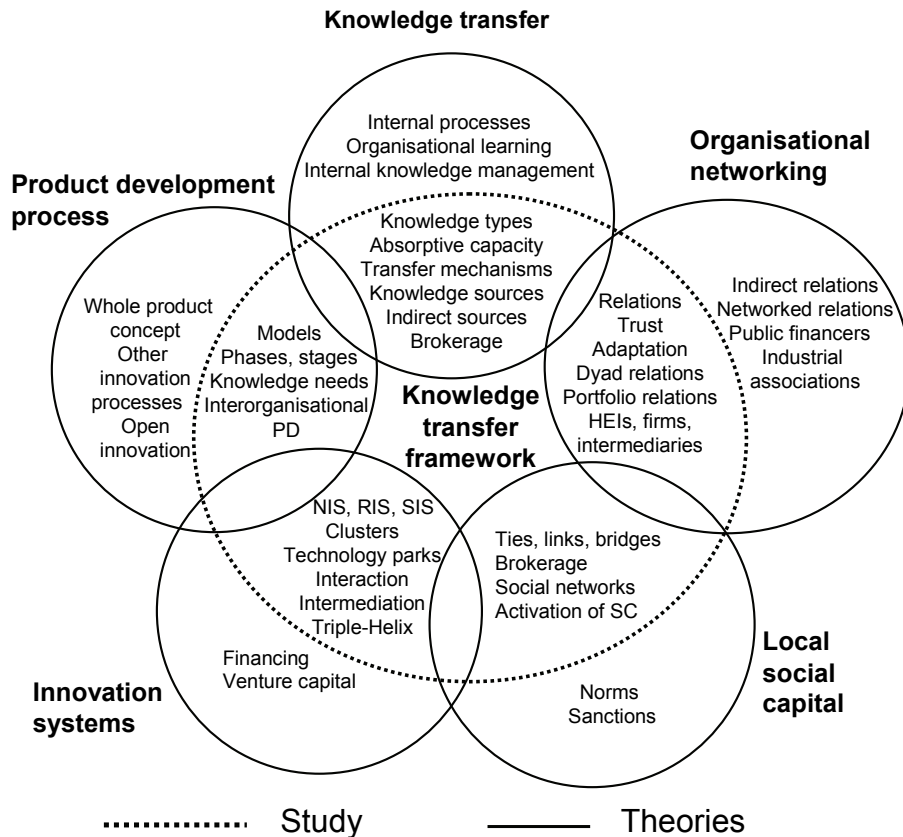 Knowledge transfer
Internal processes
Organisational learning
Internal knowledge management
Organisational
networking
Product development
process
Knowledge types
Absorptive capacity
Transfer mechanisms
Knowledge sources
Indirect sources
Brokerage
Whole product
concept
Other
innovation
processes
Open
innovation
Models
Phases, stages
Knowledge needs
Interorganisational
PD
Relations
Trust
Adaptation
Dyad relations
Portfolio relations
HEIs, firms,
intermediaries
Indirect relations
Networked relations
Public financers
Industrial
associations
Knowledge
transfer
framework
NIS, RIS, SIS
Clusters
Technology parks
Interaction
Intermediation
Triple-Helix
Financing
Venture capital
Ties, links, bridges
Brokerage
Social networks
Activation of SC
Norms
Sanctions
Innovation
systems
Local
social
capital
Study
Theories